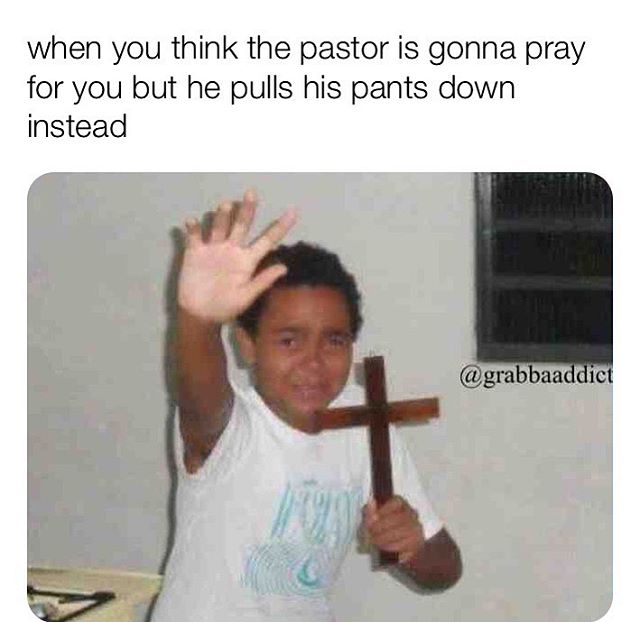 when you think the pastor is gonna pray
for you but he pulls his pants down
instead
@grabbaaddict